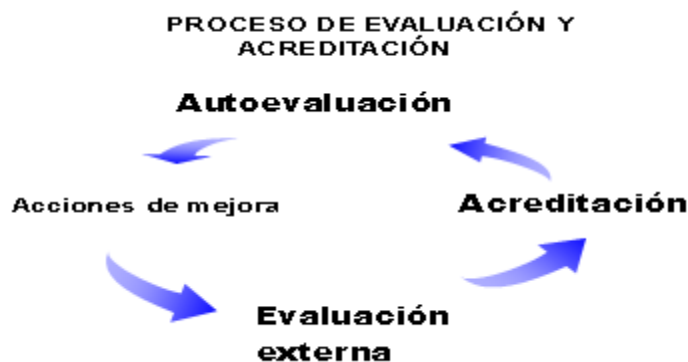 PROCESO DE EVALUACIÓN Y
ACREDITACIÓN
Autoevaluación
Acciones de mejora
Acreditación
Evaluación
externa